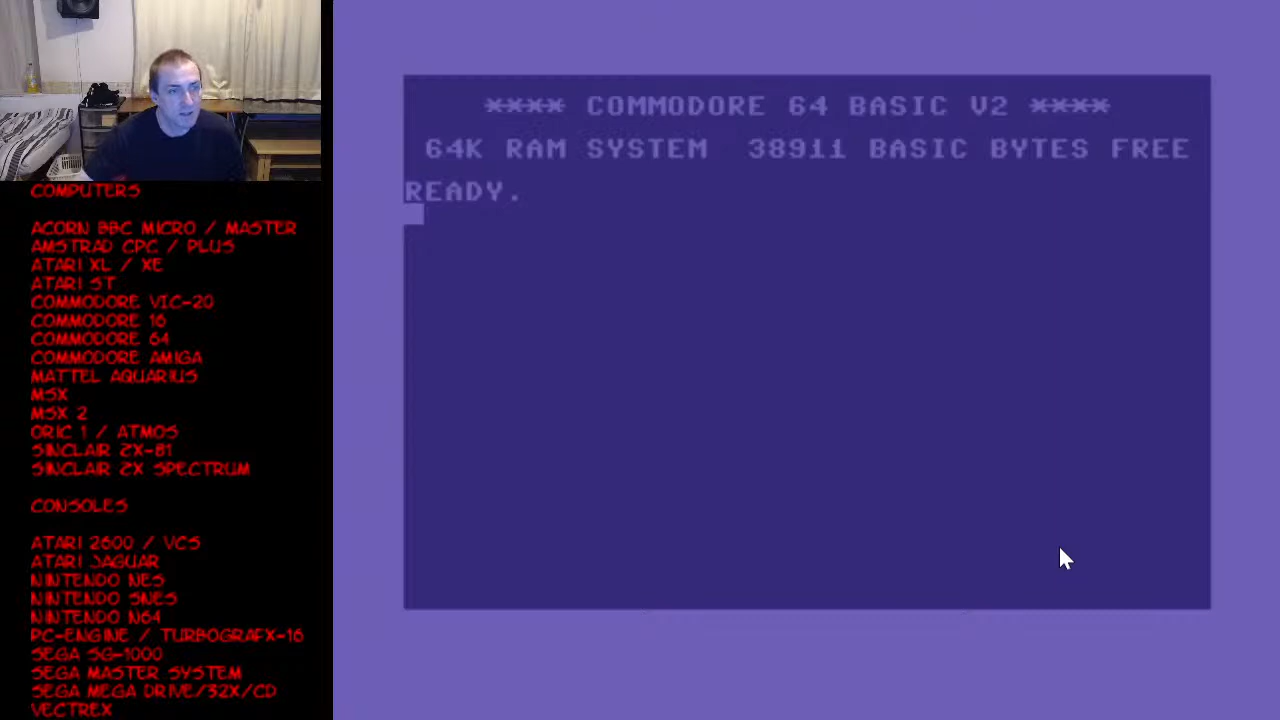 COMPUTERS
ACORN BBC MICRO / MASTER
AMSTRAD CPC / PLUS
ATARI XL / XE
ATARI ST
COMMODORE VIC-20
COMMODORE 16
COMMODORE 64
COMMODORE AMIGA
MATTEL AQUARIUS
MSX
MSX 2
ORIC 1 / ATMOS
SINCLAIR ZX-81
SINCLAIR ZX SPECTRUM
CONSOLES
ATARI 2600 / VCS
ATARI JAGUAR
NINTENDO NES
NINTENDO SNES
NINTENDO N64
PC-ENGINE / TURBOGRAFX-16
SEGA SG-1000
SEGA MASTER SYSTEM
SEGA MEGA DRIVE/32X/CD
VECTREX
**** COMMODORE 64 BASIC V2 ****
64K RAM SYSTEM 38911 BASIC BYTES FREE
READY.